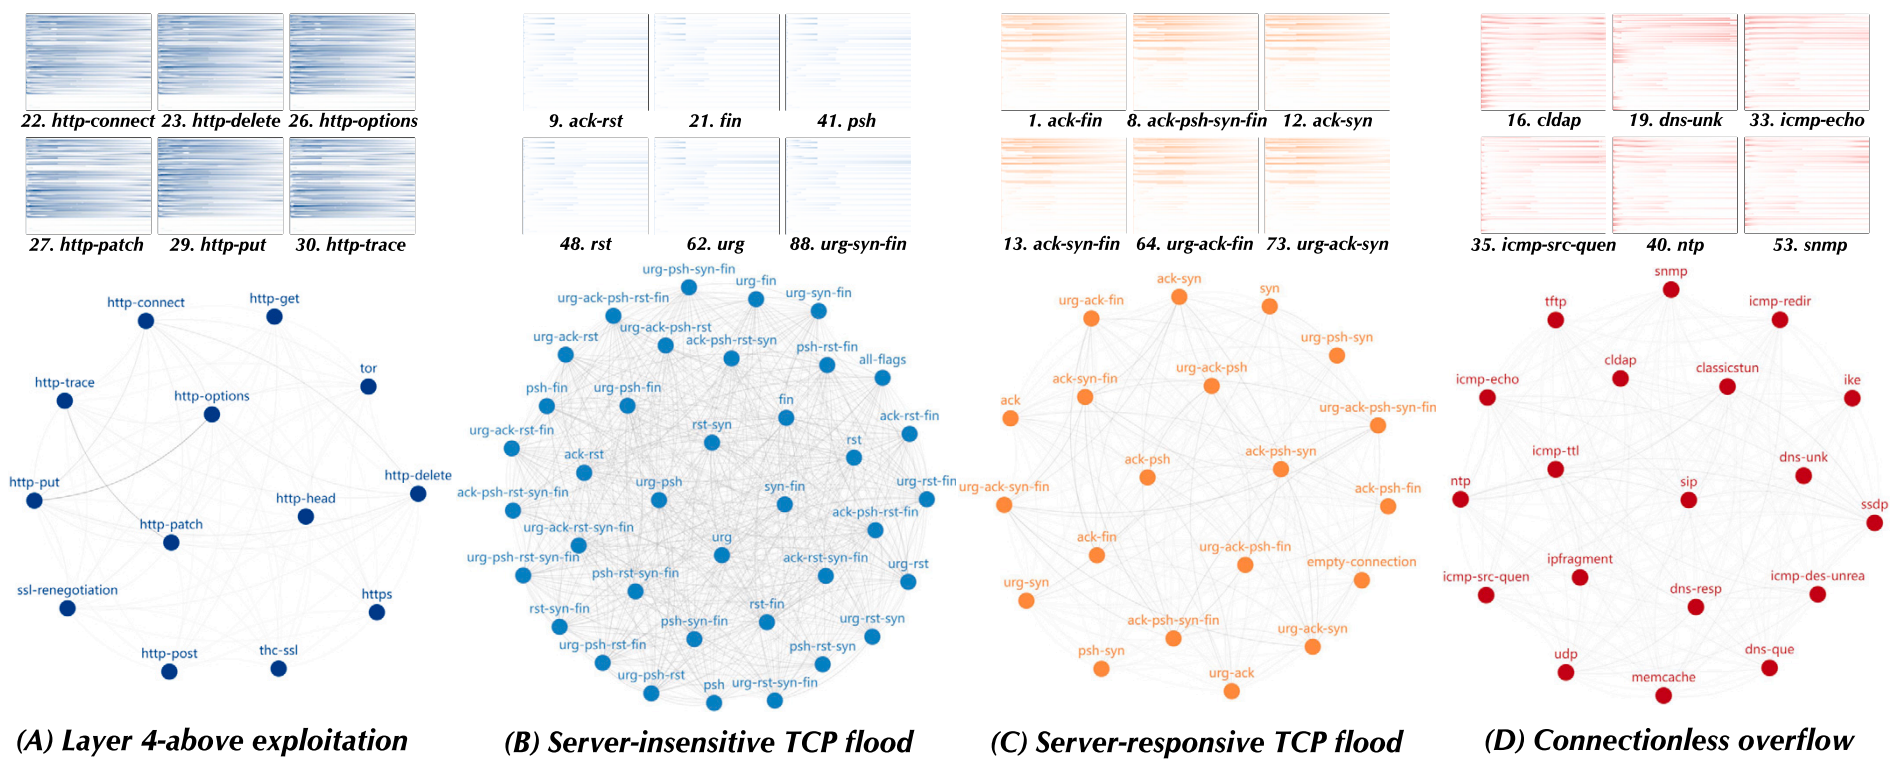 22. http-connect 23. http-delete 26. http-options
27. http-patch 29. http-put 30. http-trace
http-connect
http-get
tor
http-trace
http-options
http-delete
http-put
http-head
http-patch
ssl-renegotiation
https
http-post
thc-ssl
(A) Layer 4-above exploitation
9. ack-rst 21. fin 41. psh
48. rst 62. urg 88. urg-syn-fin
urg-psh-syn-fin
urg-fin
urg-syn-fin
urg-ack-psh-rst-fin
urg-ack-psh-rst
urg-ack-rst
ack-psh-rst-syn
psh-rst-fin
all-flags
psh-fin
urg-psh-fin
fin
ack-rst-fin
urg-ack-rst-fin
rst-syn
rst
ack-rst
urg-psh
syn-fin
urg-rst-fin
ack-psh-rst-syn-fin
ack-psh-rst-fin
urg-ack-rst-syn-fin
urg
urg-psh-rst-syn-fin
ack-rst-syn-fin
urg-rst
psh-rst-syn-fin
rst-syn-fin
rst-fin
psh-syn-fin
urg-rst-syn
urg-psh-rst-fin
psh-rst-syn
urg-psh-rst
psh
urg-rst-syn-fin
(B) Server-insensitive TCP flood
1. ack-fin 8. ack-psh-syn-fin 12. ack-syn
13. ack-syn-fin 64. urg-ack-fin 73. urg-ack-syn
ack-syn
syn
urg-ack-fin
urg-psh-syn
urg-ack-psh
ack-syn-fin
ack
urg-ack-psh-syn-fin
ack-psh
ack-psh-syn
urg-ack-syn-fin
ack-psh-fin
ack-fin
urg-ack-psh-fin
empty-connection
urg-syn
ack-psh-syn-fin
urg-ack-syn
psh-syn
urg-ack
(C) Server-responsive TCP flood
16. cldap 19. dns-unk 33. icmp-echo
35. icmp-src-quen 40. ntp 53. snmp
snmp
tftp
icmp-redir
cldap
classicstun
icmp-echo
ike
icmp-ttl
dns-unk
ntp
sip
ssdp
ipfragment
icmp-src-quen
dns-resp
icmp-des-unrea
udp
dns-que
memcache
(D) Connectionless overflow